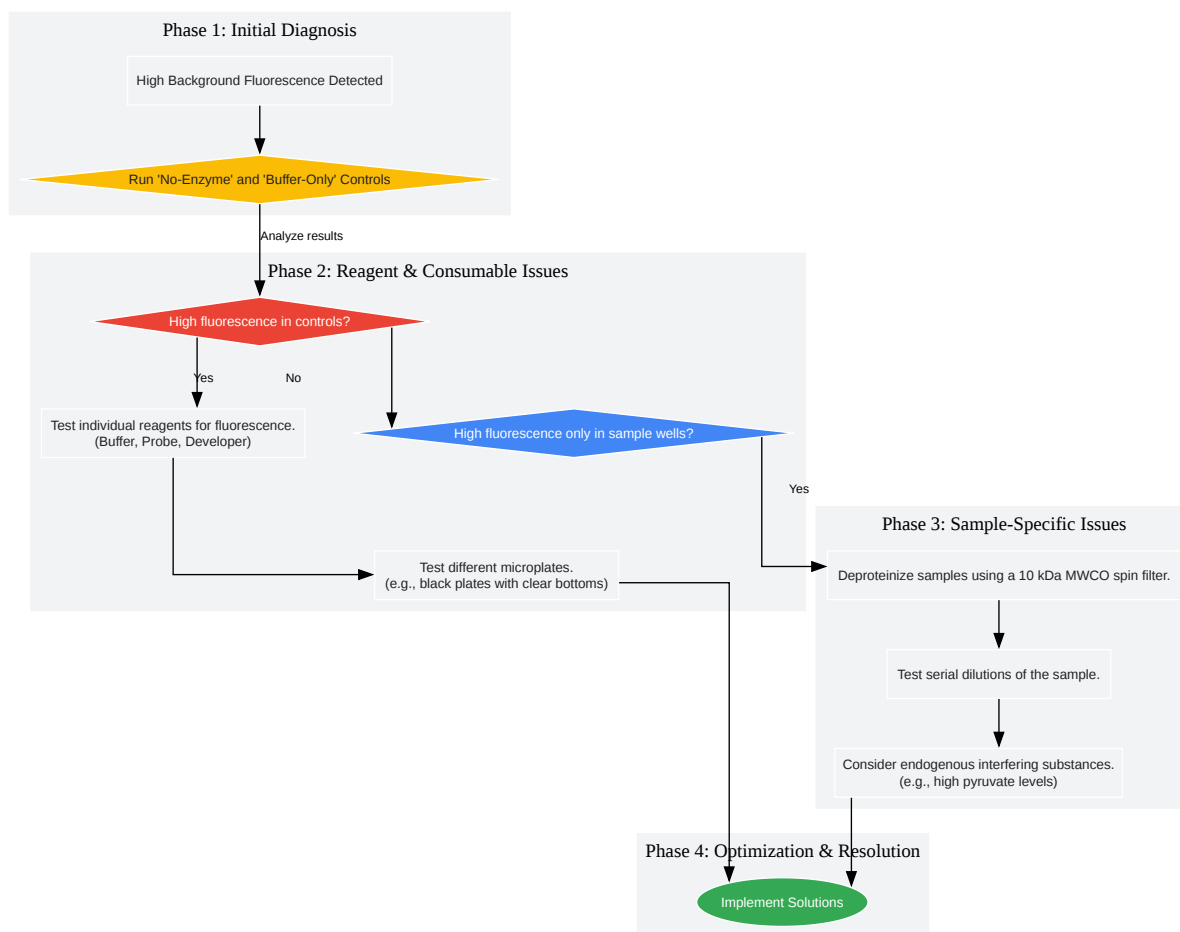 Phase 1: Initial Diagnosis
High Background Fluorescence Detected
Run 'No-Enzyme' and 'Buffer-Only' Controls
Analyze results
Phase 2: Reagent & Consumable Issues
High fluorescence in controls?
Yes
No
Test individual reagents for fluorescence.
(Buffer, Probe, Developer)
High fluorescence only in sample wells?
Yes
Test different microplates.
(e.g., black plates with clear bottoms)
Phase 3: Sample-Specific Issues
Deproteinize samples using a 10 kDa MWCO spin filter.
Test serial dilutions of the sample.
Consider endogenous interfering substances.
(e.g., high pyruvate levels)
Phase 4: Optimization & Resolution
Implement Solutions